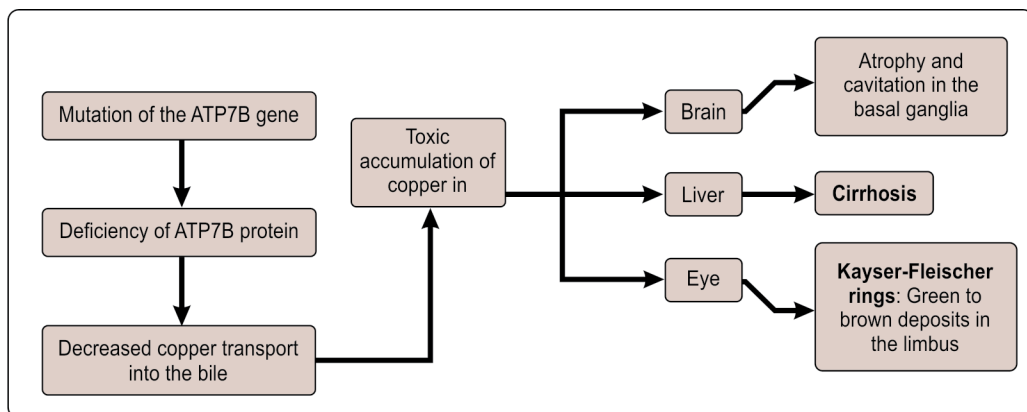 Mutation of the ATP7B gene
Deficiency of ATP7B protein
Decreased copper transport
into the bile
Toxic
accumulation of
copper in
Brain
Atrophy and
cavitation in the
basal ganglia
Liver
Cirrhosis
Eye
Kayser-Fleischer
rings: Green to
brown deposits in
the limbus